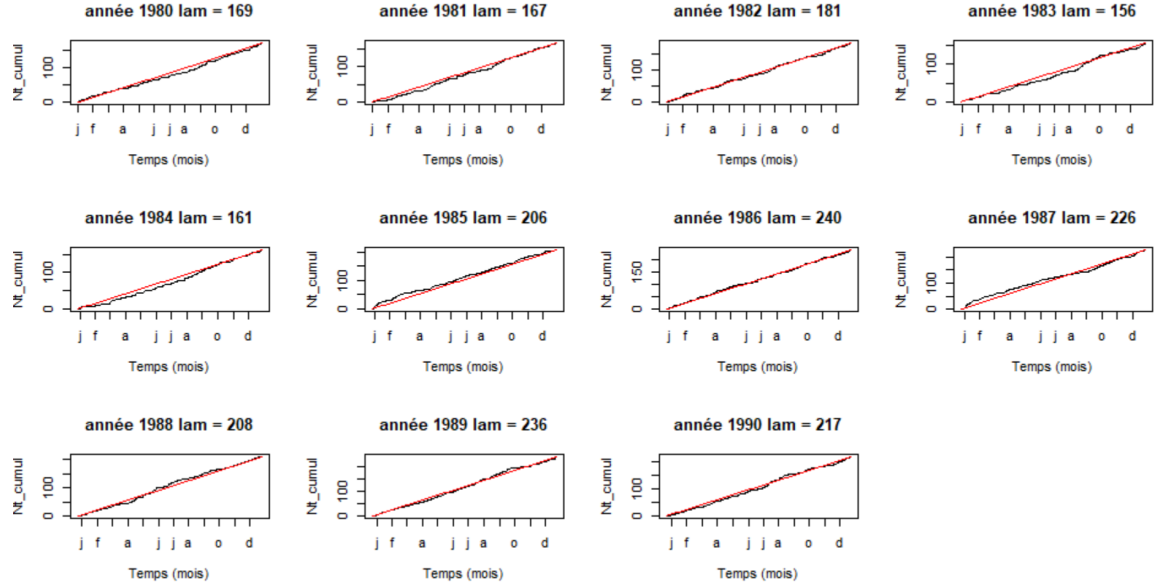 année 1980 lam = 169
Nt_cumul
0 100
j f a j j a o d
Temps (mois)
année 1981 lam = 167
Nt_cumul
0 100
j f a j j a o d
Temps (mois)
année 1982 lam = 181
Nt_cumul
0 100
j f a j j a o d
Temps (mois)
année 1983 lam = 156
Nt_cumul
0 100
j f a j j a o d
Temps (mois)
année 1984 lam = 161
Nt_cumul
0 100
j f a j j a o d
Temps (mois)
année 1985 lam = 206
Nt_cumul
0 100
j f a j j a o d
Temps (mois)
année 1986 lam = 240
Nt_cumul
0 150
j f a j j a o d
Temps (mois)
année 1987 lam = 226
Nt_cumul
0 100
j f a j j a o d
Temps (mois)
année 1988 lam = 208
Nt_cumul
0 100
j f a j j a o d
Temps (mois)
année 1989 lam = 236
Nt_cumul
0 100
j f a j j a o d
Temps (mois)
année 1990 lam = 217
Nt_cumul
0 100
j f a j j a o d
Temps (mois)